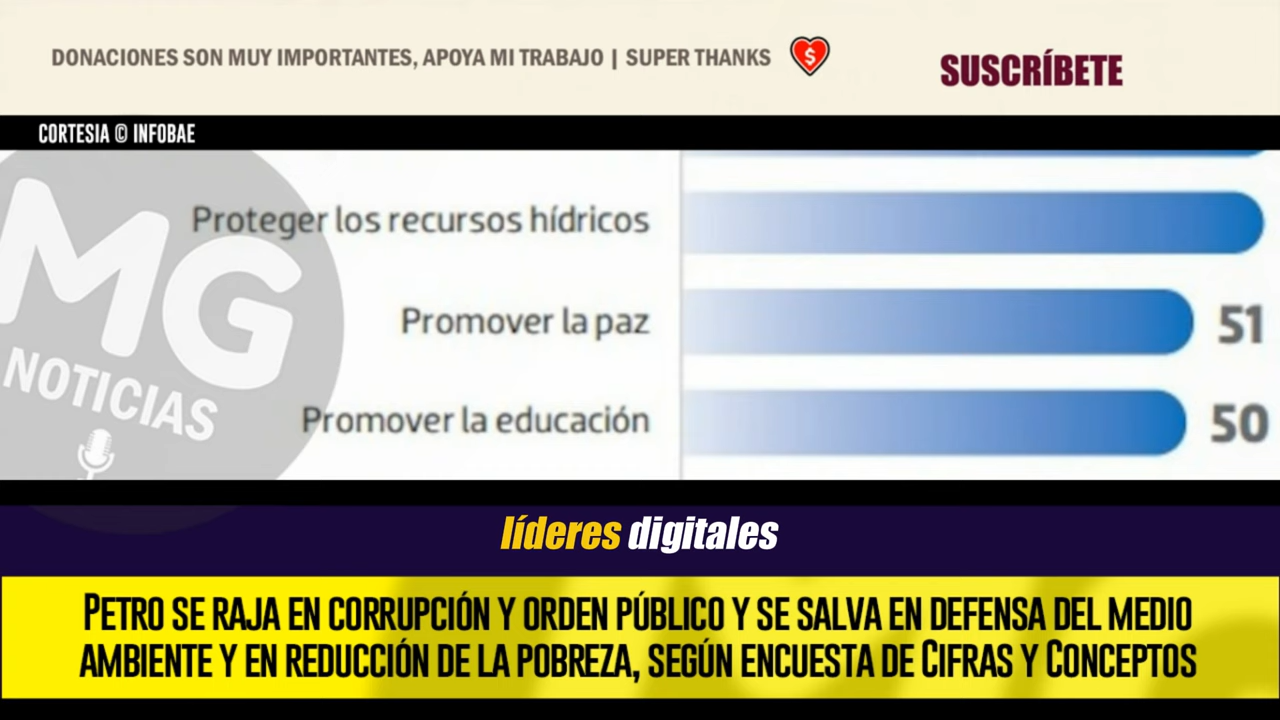 DONACIONES SON MUY IMPORTANTES, APOYA MI TRABAJO | SUPER THANKS
$
SUSCRÍBETE
CORTESIA © INFOBAE
MG
NOTICIAS
Proteger los recursos hídricos
Promover la paz 51
Promover la educación 50
líderes digitales
PETRO SE RAJA EN CORRUPCIÓN Y ORDEN PÚBLICO Y SE SALVA EN DEFENSA DEL MEDIO
AMBIENTE Y EN REDUCCIÓN DE LA POBREZA, SEGÚN ENCUESTA DE CIFRAS Y CONCEPTOS